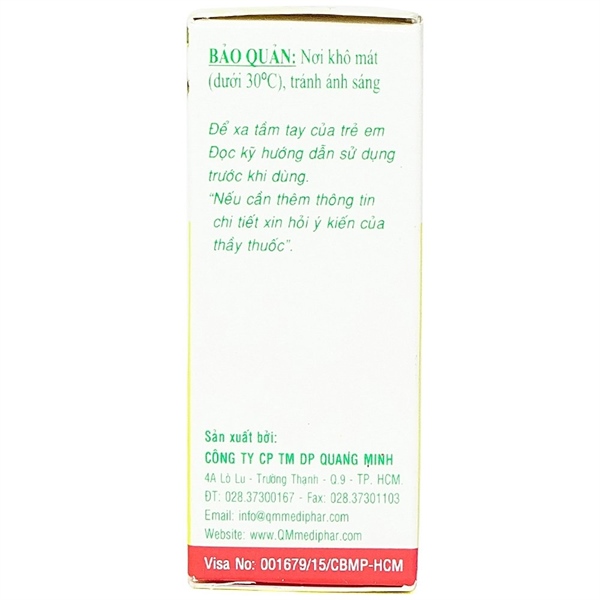 BẢO QUẢN: Nơi khô mát
(dưới 30°C), tránh ánh sáng
Để xa tầm tay của trẻ em
Đọc kỹ hướng dẫn sử dụng
trước khi dùng.
“Nếu cần thêm thông tin
chi tiết xin hỏi ý kiến của
thầy thuốc”.
Sản xuất bởi:
CÔNG TY CP TM DP QUANG MINH
4A Lò Lu - Trường Thạnh - Q.9 - TP. HCM.
ĐT: 028.37300167 - Fax: 028.37301103
Email: info@qmmediphar.com
Website: www.QMmediphar.com
Visa No: 001679/15/CBMP-HCM